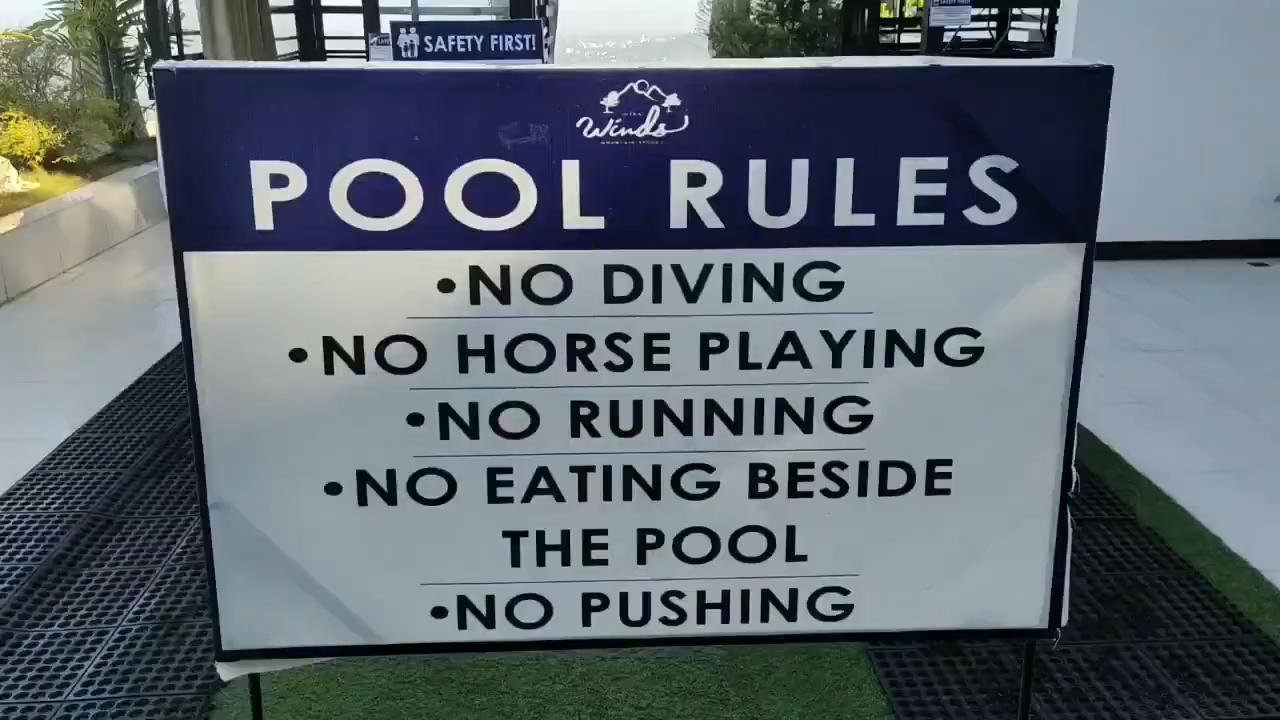 SAFETY FIRST!
Winds
POOL RULES
•NO DIVING
•NO HORSE PLAYING
•NO RUNNING
•NO EATING BESIDE
THE POOL
•NO PUSHING